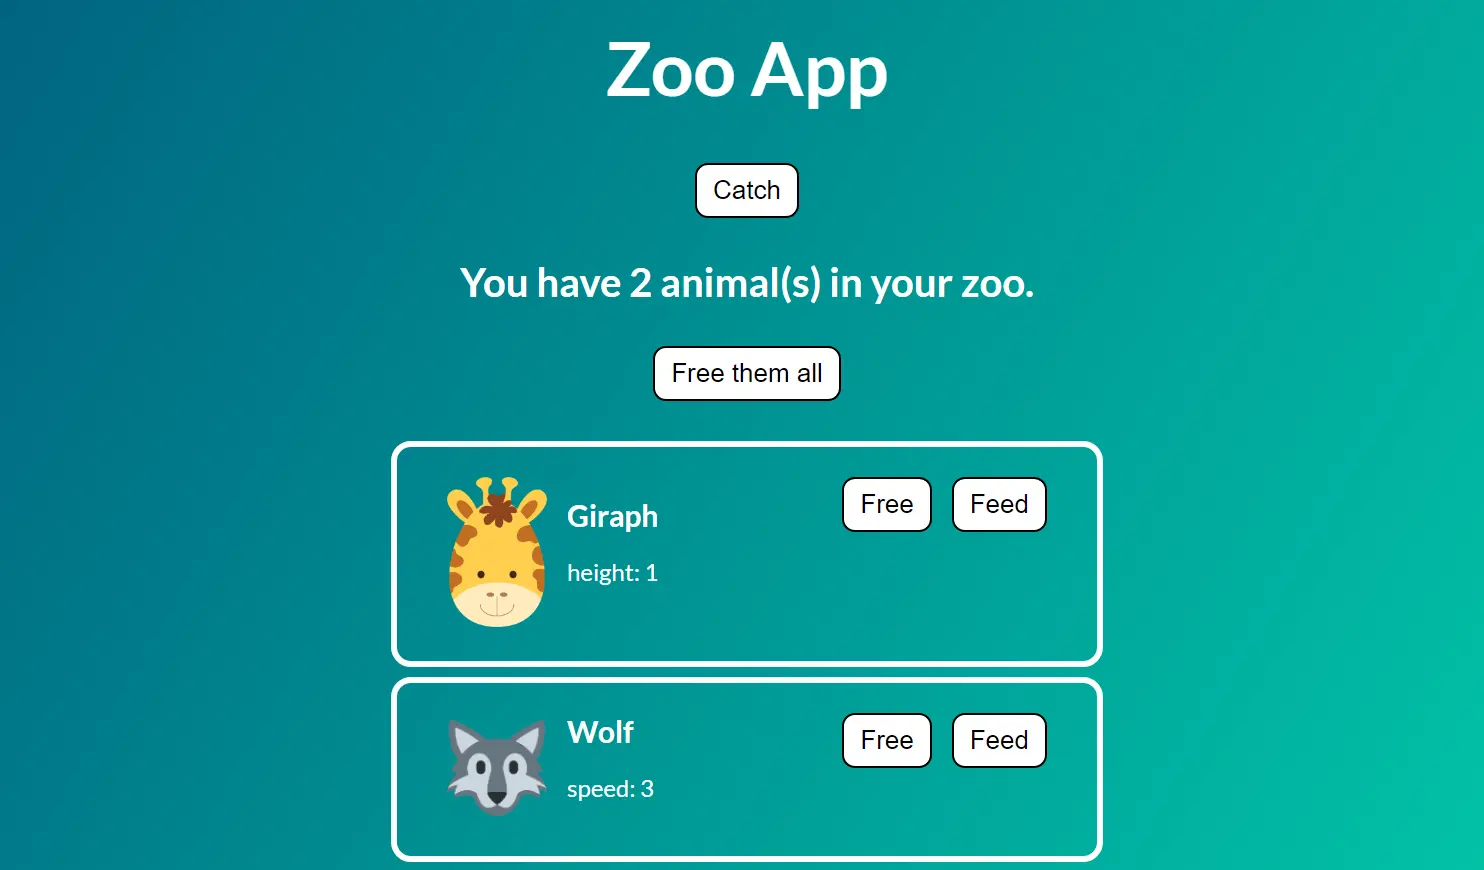 Zoo App
Catch
You have 2 animal(s) in your zoo.
Free them all
Giraph
height: 1
Free
Feed
Wolf
speed: 3
Free
Feed